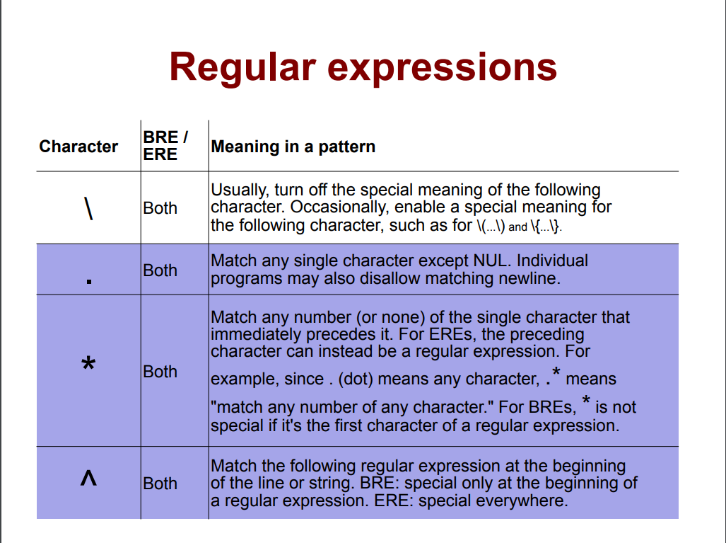 Regular expressions
Character
BRE /
ERE
Meaning in a pattern
\
Both
Usually, turn off the special meaning of the following
character. Occasionally, enable a special meaning for
the following character, such as for \(...\) and \{...\}.
.
Both
Match any single character except NUL. Individual
programs may also disallow matching newline.
*
Both
Match any number (or none) of the single character that
immediately precedes it. For EREs, the preceding
character can instead be a regular expression. For
example, since . (dot) means any character, .* means
"match any number of any character." For BREs, * is not
special if it's the first character of a regular expression.
^
Both
Match the following regular expression at the beginning
of the line or string. BRE: special only at the beginning of
a regular expression. ERE: special everywhere.